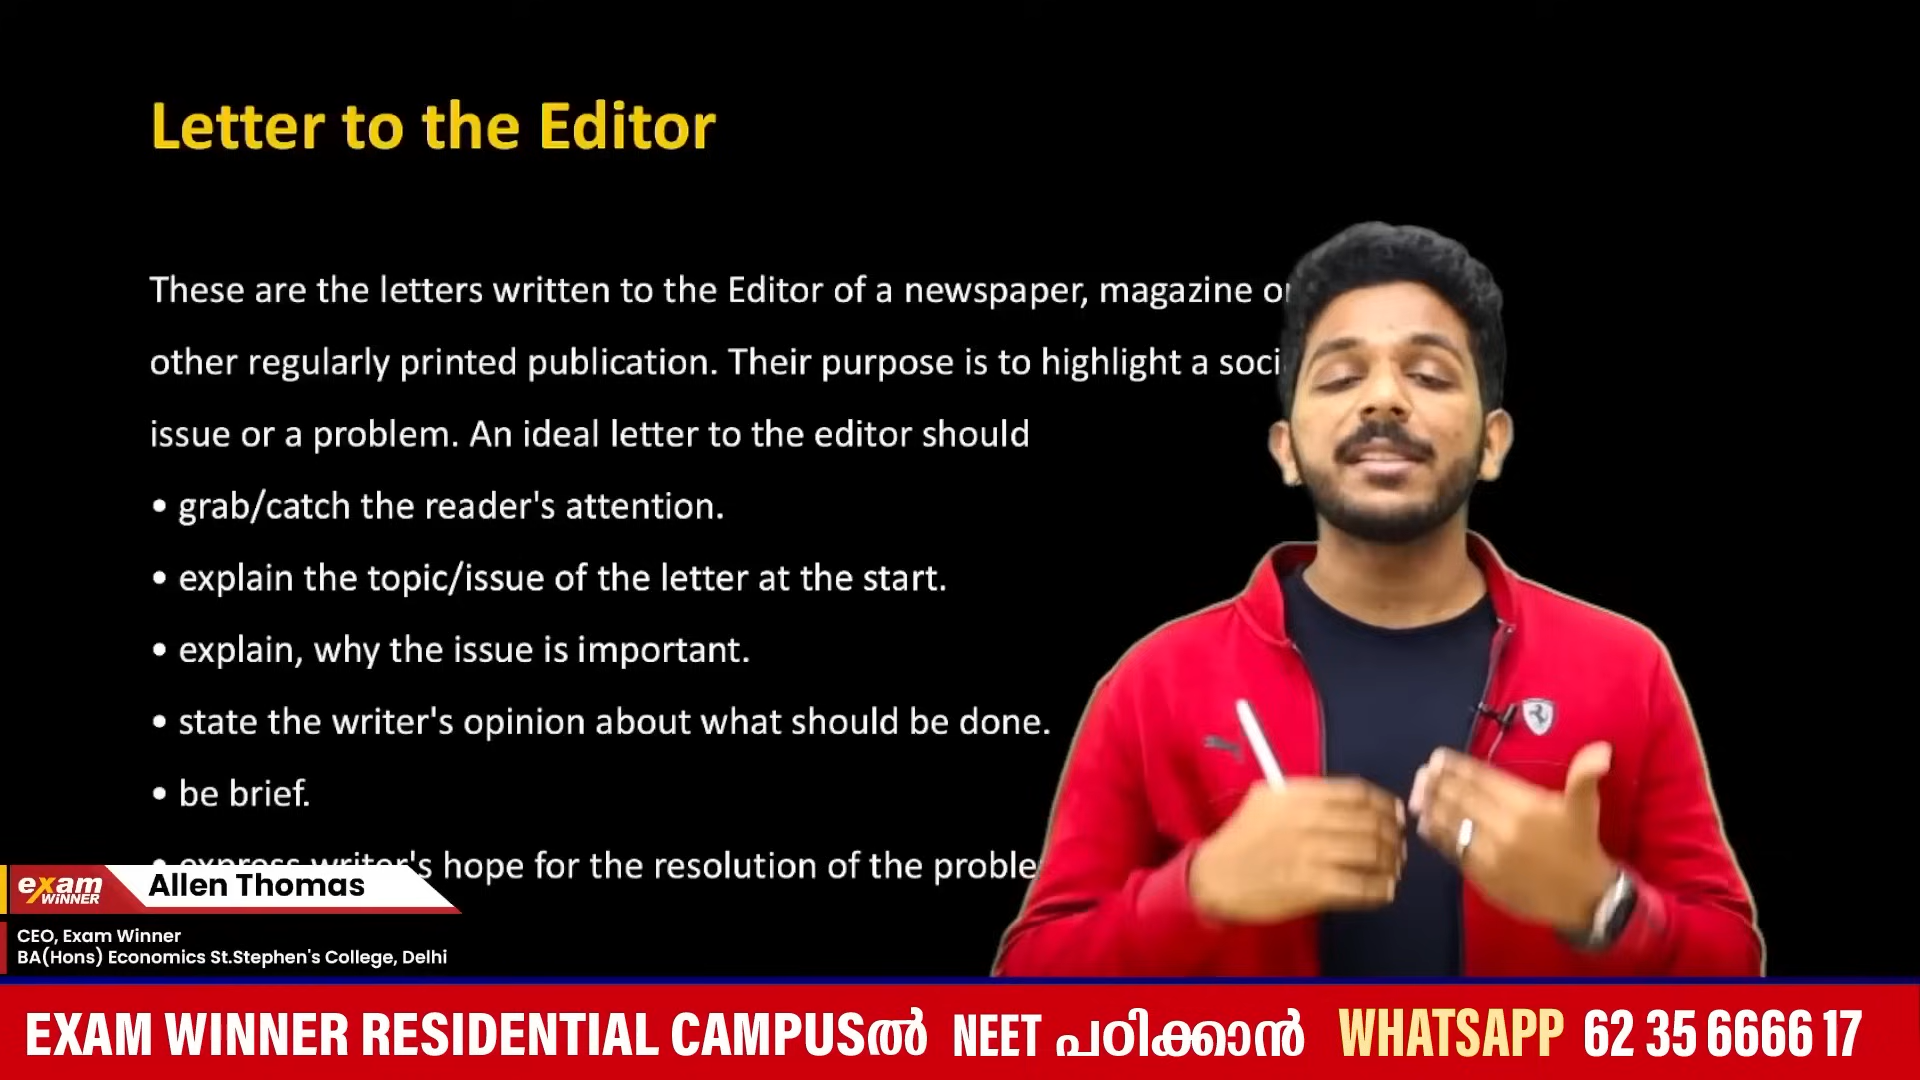 Letter to the Editor
These are the letters written to the Editor of a newspaper, magazine or
other regularly printed publication. Their purpose is to highlight a soci
issue or a problem. An ideal letter to the editor should
• grab/catch the reader's attention.
• explain the topic/issue of the letter at the start.
• explain, why the issue is important.
• state the writer's opinion about what should be done.
• be brief.
• express writer's hope for the resolution of the proble
exam
WINNER
Allen Thomas
CEO, Exam Winner
BA(Hons) Economics St.Stephen's College, Delhi
EXAM WINNER RESIDENTIAL CAMPUSൽ NEET പഠിക്കാൻ WHATSAPP 62 35 6666 17